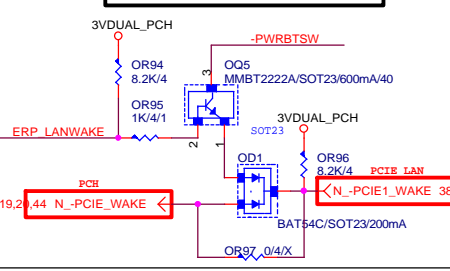 3VDUAL_PCH
-PWRBTSW
OR94
8.2K/4
3
OQ5
MMBT2222A/SOT23/600mA/40
OR95
1K/4/1
3VDUAL_PCH
SOT23
ERP_LANWAKE
2
1
OD1
OR96
8.2K/4
PCIE LAN
PCH
19,20,44 N_-PCIE_WAKE
N_-PCIE1_WAKE 38
BAT54C/SOT23/200mA
OR97 0/4/X